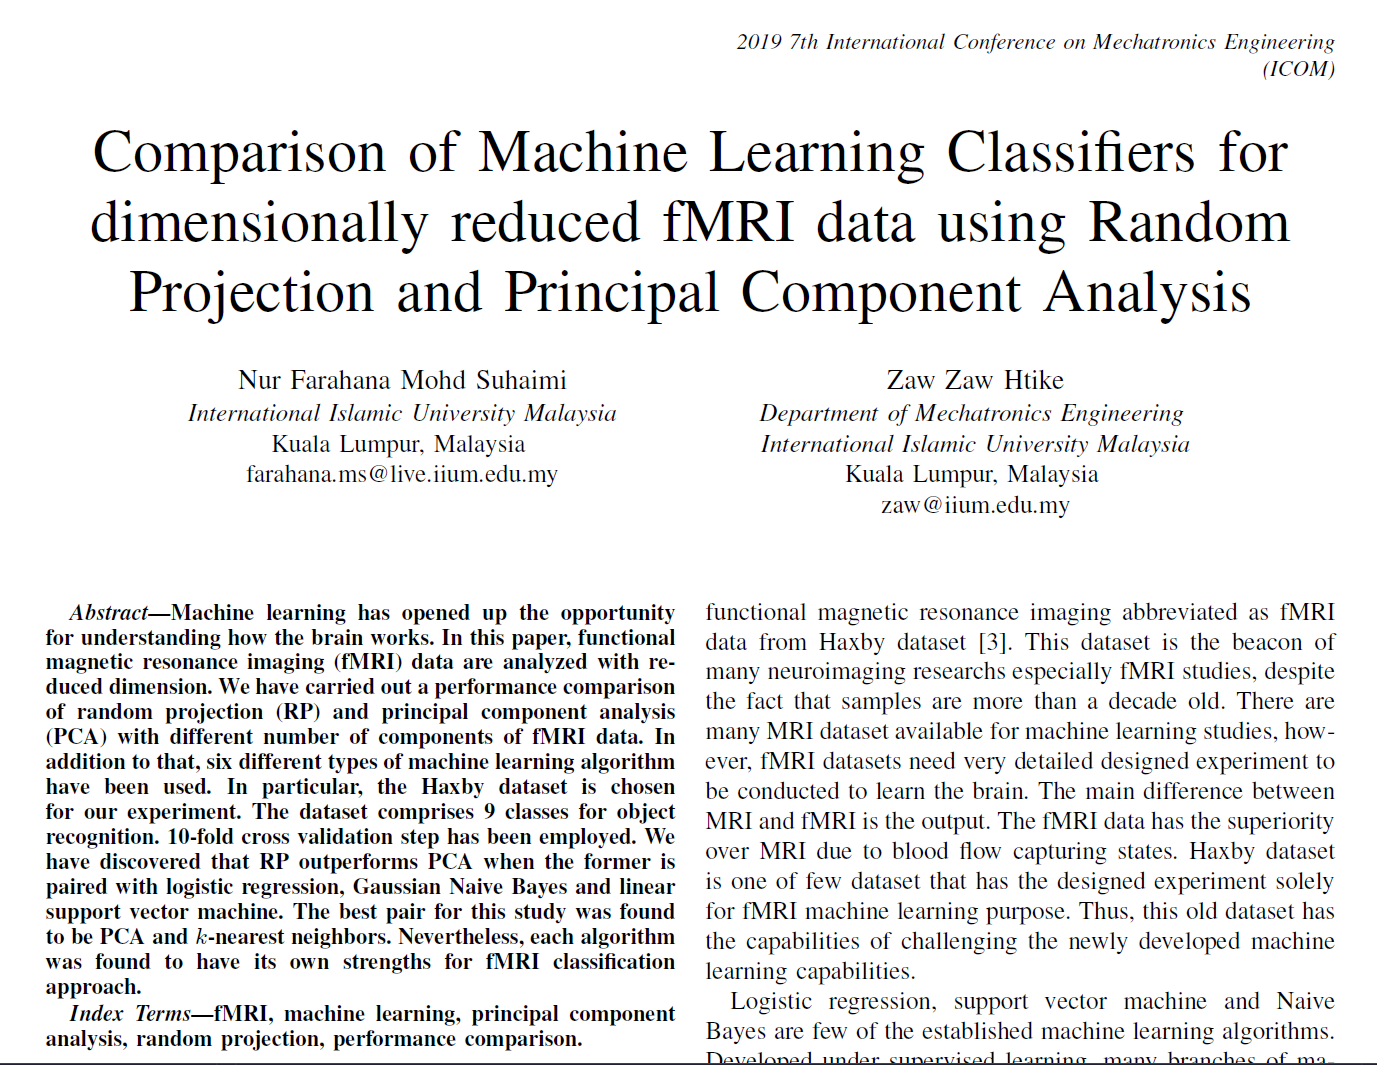 2019 7th International Conference on Mechatronics Engineering
(ICOM)
Comparison of Machine Learning Classifiers for
dimensionally reduced fMRI data using Random
Projection and Principal Component Analysis
Nur Farahana Mohd Suhaimi
International Islamic University Malaysia
Kuala Lumpur, Malaysia
farahana.ms@live.iium.edu.my
Zaw Zaw Htike
Department of Mechatronics Engineering
International Islamic University Malaysia
Kuala Lumpur, Malaysia
zaw@iium.edu.my
Abstract—Machine learning has opened up the opportunity
for understanding how the brain works. In this paper, functional
magnetic resonance imaging (fMRI) data are analyzed with re-
duced dimension. We have carried out a performance comparison
of random projection (RP) and principal component analysis
(PCA) with different number of components of fMRI data. In
addition to that, six different types of machine learning algorithm
have been used. In particular, the Haxby dataset is chosen
for our experiment. The dataset comprises 9 classes for object
recognition. 10-fold cross validation step has been employed. We
have discovered that RP outperforms PCA when the former is
paired with logistic regression, Gaussian Naive Bayes and linear
support vector machine. The best pair for this study was found
to be PCA and k-nearest neighbors. Nevertheless, each algorithm
was found to have its own strengths for fMRI classification
approach.
Index Terms—fMRI, machine learning, principal component
analysis, random projection, performance comparison.
functional magnetic resonance imaging abbreviated as fMRI
data from Haxby dataset [3]. This dataset is the beacon of
many neuroimaging researchs especially fMRI studies, despite
the fact that samples are more than a decade old. There are
many MRI dataset available for machine learning studies, how-
ever, fMRI datasets need very detailed designed experiment to
be conducted to learn the brain. The main difference between
MRI and fMRI is the output. The fMRI data has the superiority
over MRI due to blood flow capturing states. Haxby dataset
is one of few dataset that has the designed experiment solely
for fMRI machine learning purpose. Thus, this old dataset has
the capabilities of challenging the newly developed machine
learning capabilities.
Logistic regression, support vector machine and Naive
Bayes are few of the established machine learning algorithms.
Developed under supervised learning, many branches of ma-